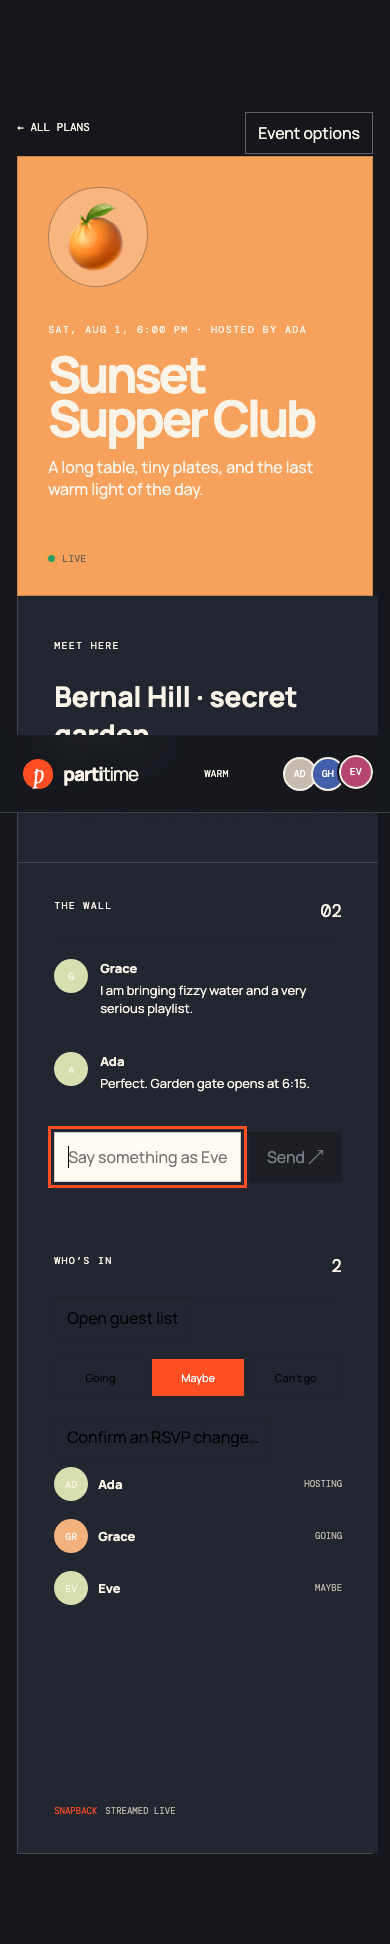 ← ALL PLANS
Event options
SAT, AUG 1, 6:00 PM · HOSTED BY ADA
Sunset
Supper Club
A long table, tiny plates, and the last
warm light of the day.
LIVE
MEET HERE
Bernal Hill · secret
garden
p partitime
WARM
AD GH EV
THE WALL
02
G
Grace
I am bringing fizzy water and a very
serious playlist.
A
Ada
Perfect. Garden gate opens at 6:15.
Say something as Eve
Send ↗
WHO'S IN
2
Open guest list
Going
Maybe
Can't go
Confirm an RSVP change…
AD Ada HOSTING
GR Grace GOING
EV Eve MAYBE
SNAPBACK STREAMED LIVE